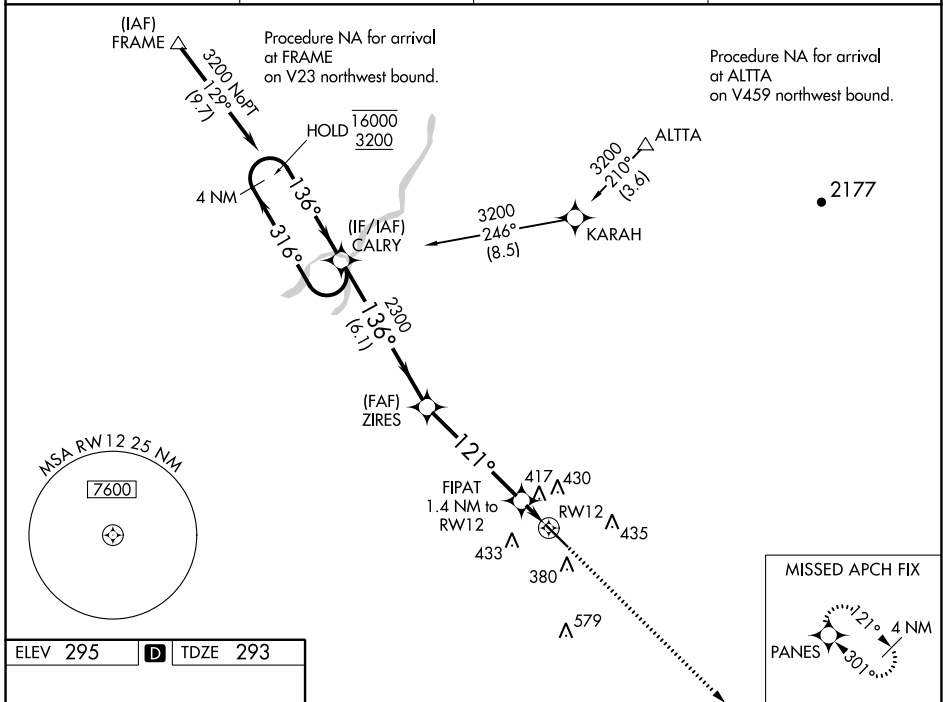 (IAF)
FRAME
Procedure NA for arrival
at FRAME
on V23 northwest bound.
Procedure NA for arrival
at ALTTA
on V459 northwest bound.
3200 NoPT
129°
(9.7)
HOLD 16000
3200
4 NM
136°
316°
(IF/IAF)
CALRY
ALTTA
3200
210°
(3.6)
2177
3200
246°
(8.5)
KARAH
2300
136°
(6.1)
(FAF)
ZIRES
121°
MSA RW12 25 NM
7600
FIPAT
1.4 NM to
RW12
417
430
RW12
435
433
380
579
MISSED APCH FIX
121°
4 NM
PANES
301°
ELEV 295 D TDZE 293